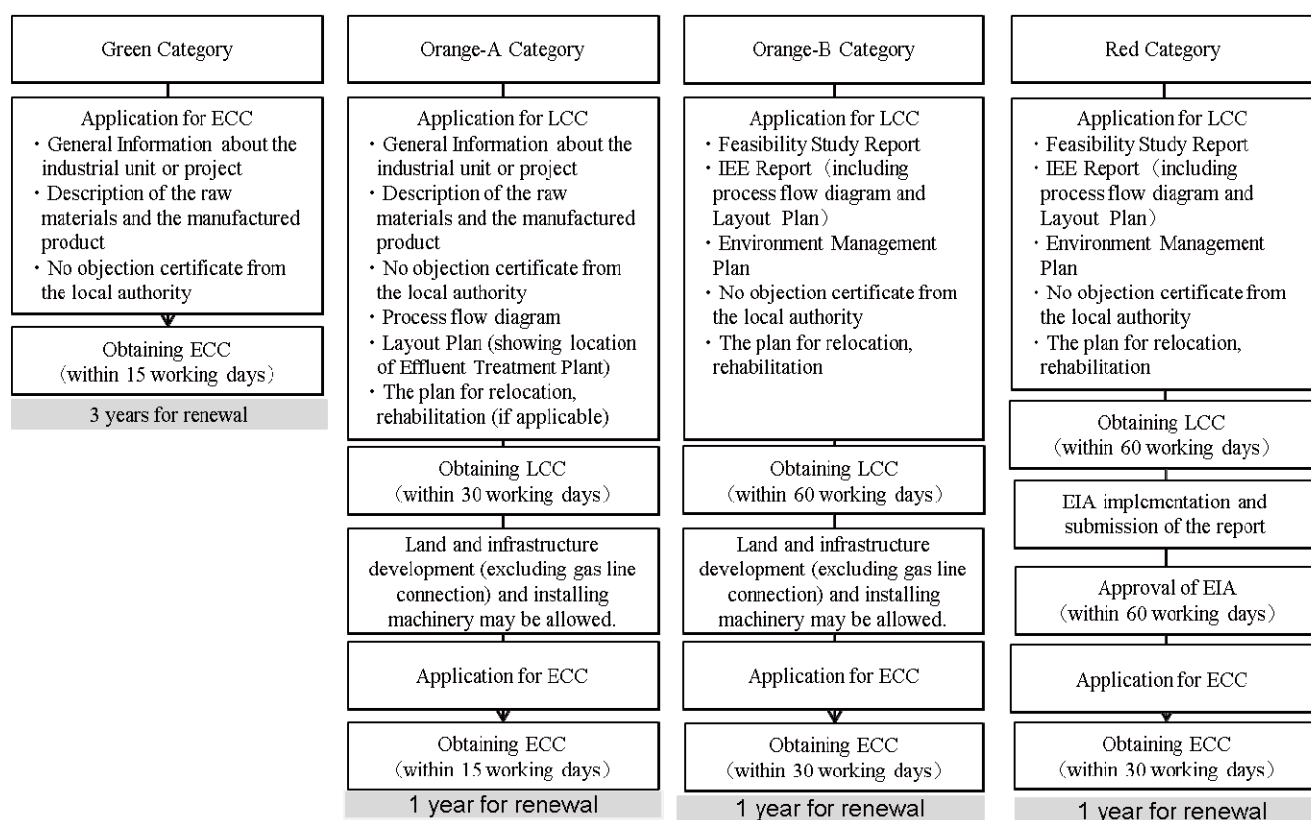 Green Category
Application for ECC
・General Information about the
industrial unit or project
・Description of the raw
materials and the manufactured
product
・No objection certificate from
the local authority
Obtaining ECC
(within 15 working days)
3 years for renewal
Orange-A Category
Application for LCC
・General Information about the
industrial unit or project
・Description of the raw
materials and the manufactured
product
・No objection certificate from
the local authority
・Process flow diagram
・Layout Plan (showing location
of Effluent Treatment Plant)
・The plan for relocation,
rehabilitation (if applicable)
Obtaining LCC
(within 30 working days)
Land and infrastructure
development (excluding gas line
connection) and installing
machinery may be allowed.
Application for ECC
Obtaining ECC
(within 15 working days)
1 year for renewal
Orange-B Category
Application for LCC
・Feasibility Study Report
・IEE Report (including
process flow diagram and
Layout Plan)
・Environment Management
Plan
・No objection certificate from
the local authority
・The plan for relocation,
rehabilitation
Obtaining LCC
(within 60 working days)
Land and infrastructure
development (excluding gas line
connection) and installing
machinery may be allowed.
Application for ECC
Obtaining ECC
(within 30 working days)
1 year for renewal
Red Category
Application for LCC
・Feasibility Study Report
・IEE Report (including
process flow diagram and
Layout Plan)
・Environment Management
Plan
・No objection certificate from
the local authority
・The plan for relocation,
rehabilitation
Obtaining LCC
(within 60 working days)
EIA implementation and
submission of the report
Approval of EIA
(within 60 working days)
Application for ECC
Obtaining ECC
(within 30 working days)
1 year for renewal